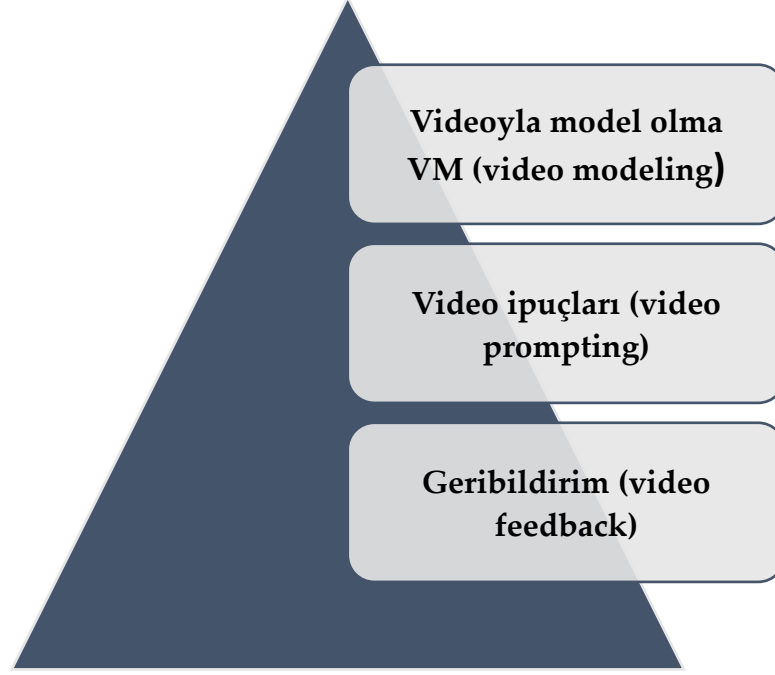 Videoyla model olma
VM (video modeling)
Video ipuçları (video
prompting)
Geribildirim (video
feedback)